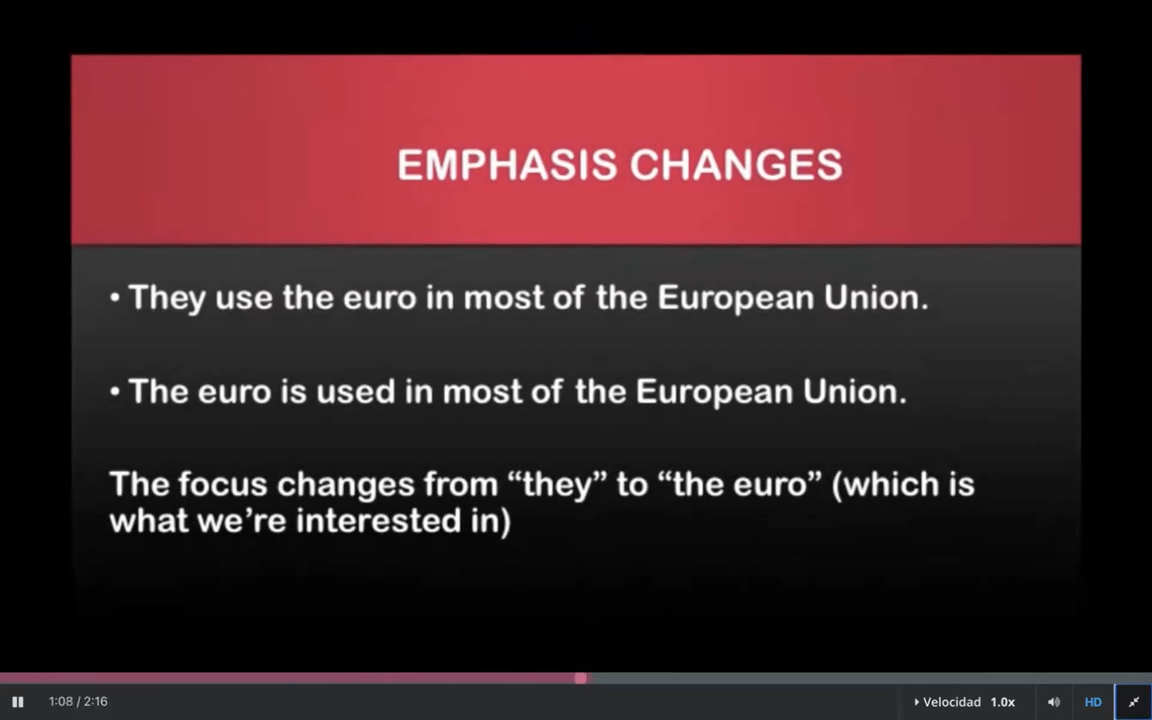 EMPHASIS CHANGES
• They use the euro in most of the European Union.
• The euro is used in most of the European Union.
The focus changes from “they” to “the euro” (which is
what we’re interested in)
1:08 / 2:16
Velocidad 1.0x
HD